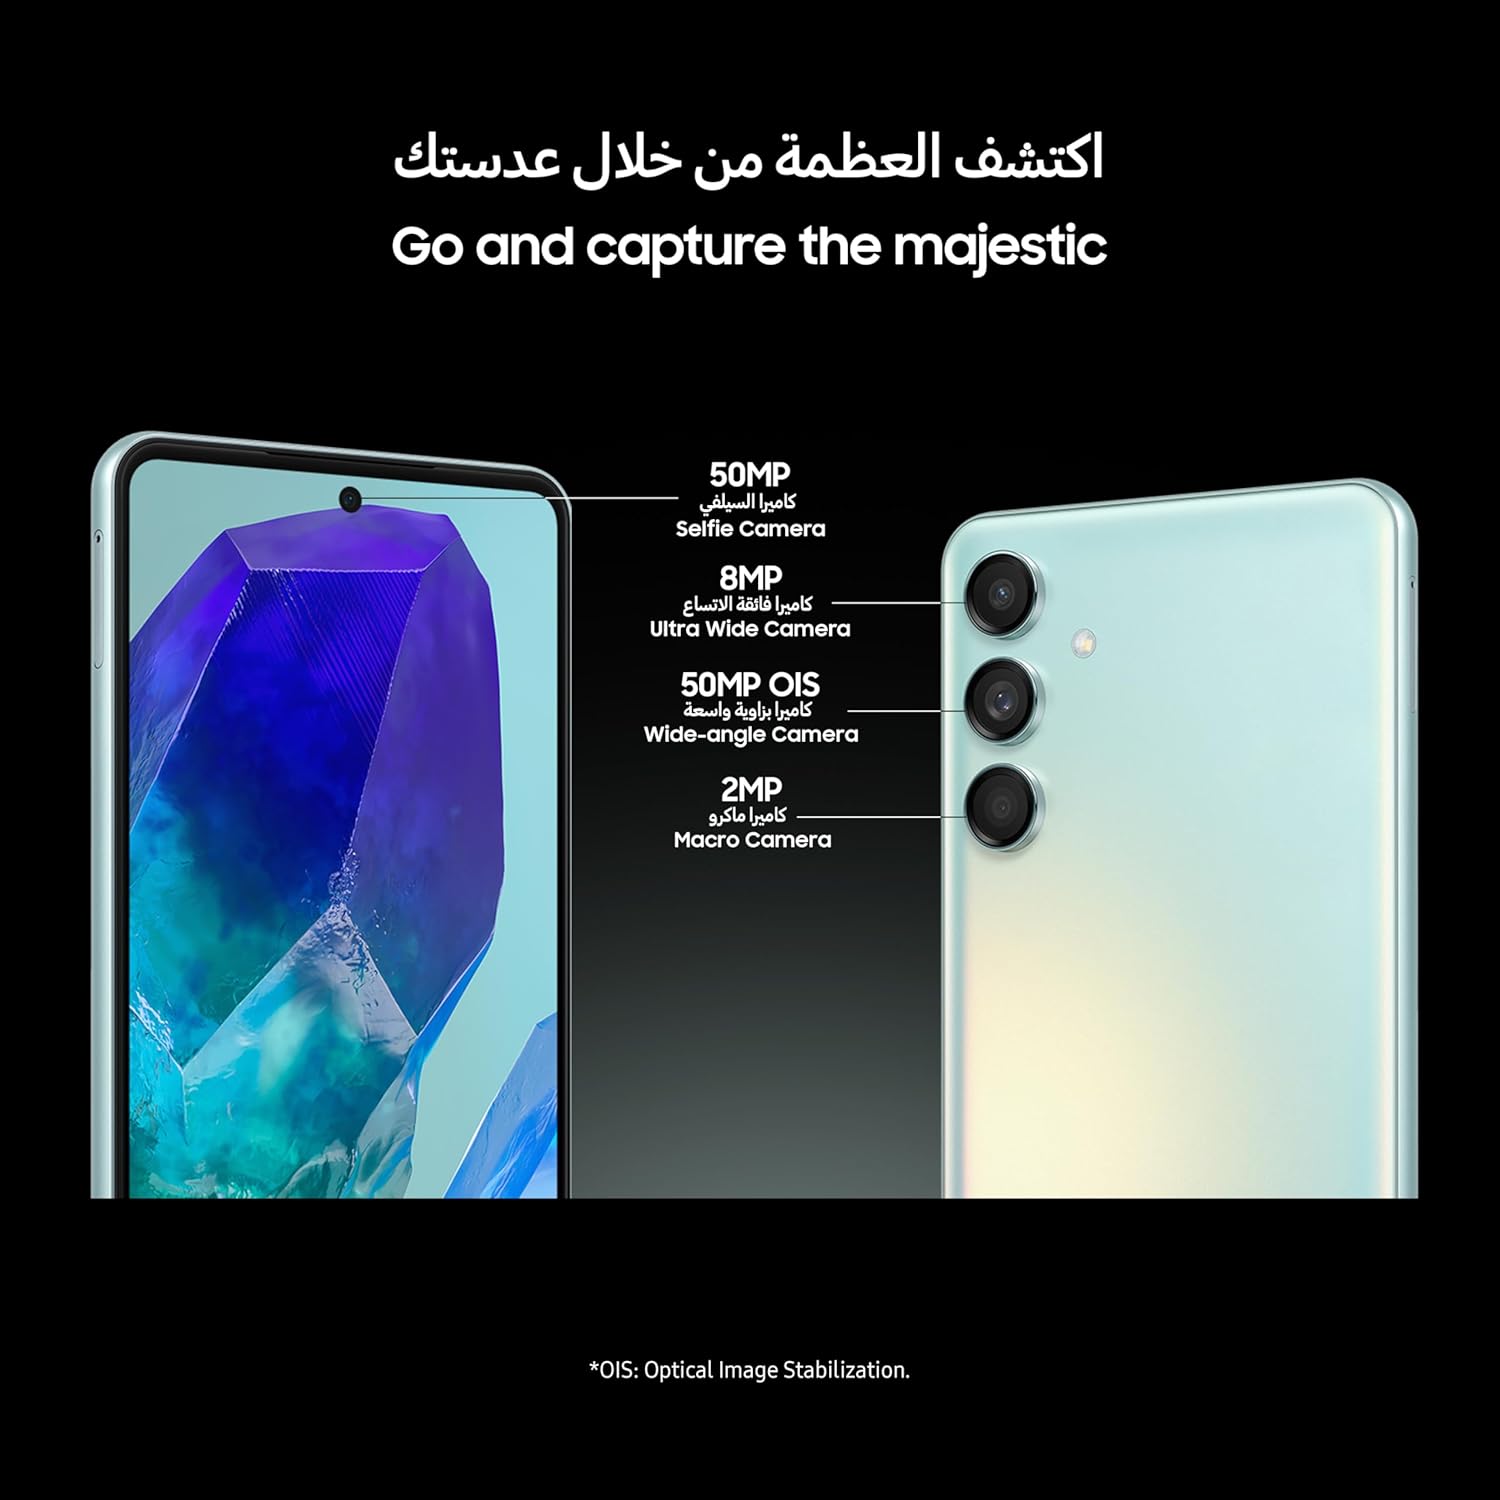 اكتشف العظمة من خلال عدستك
Go and capture the majestic
50MP
كاميرا السيلفي
Selfie Camera
8MP
كاميرا فائقة الاتساع
Ultra Wide Camera
50MP OIS
كاميرا بزاوية واسعة
Wide-angle Camera
2MP
كاميرا ماكرو
Macro Camera
*OIS: Optical Image Stabilization.